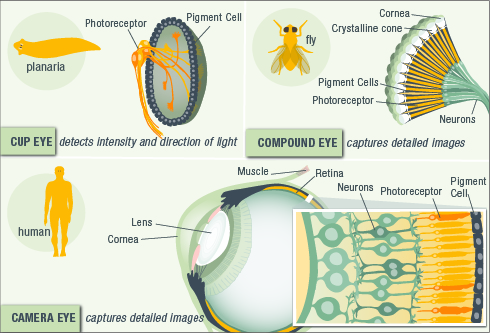 Photoreceptor
Pigment Cell
planaria
CUP EYE detects intensity and direction of light
Cornea
Crystalline cone
fly
Pigment Cells
Photoreceptor
Neurons
COMPOUND EYE captures detailed images
Muscle
Retina
Neurons
Photoreceptor
Pigment
Cell
Lens
Cornea
human
CAMERA EYE captures detailed images